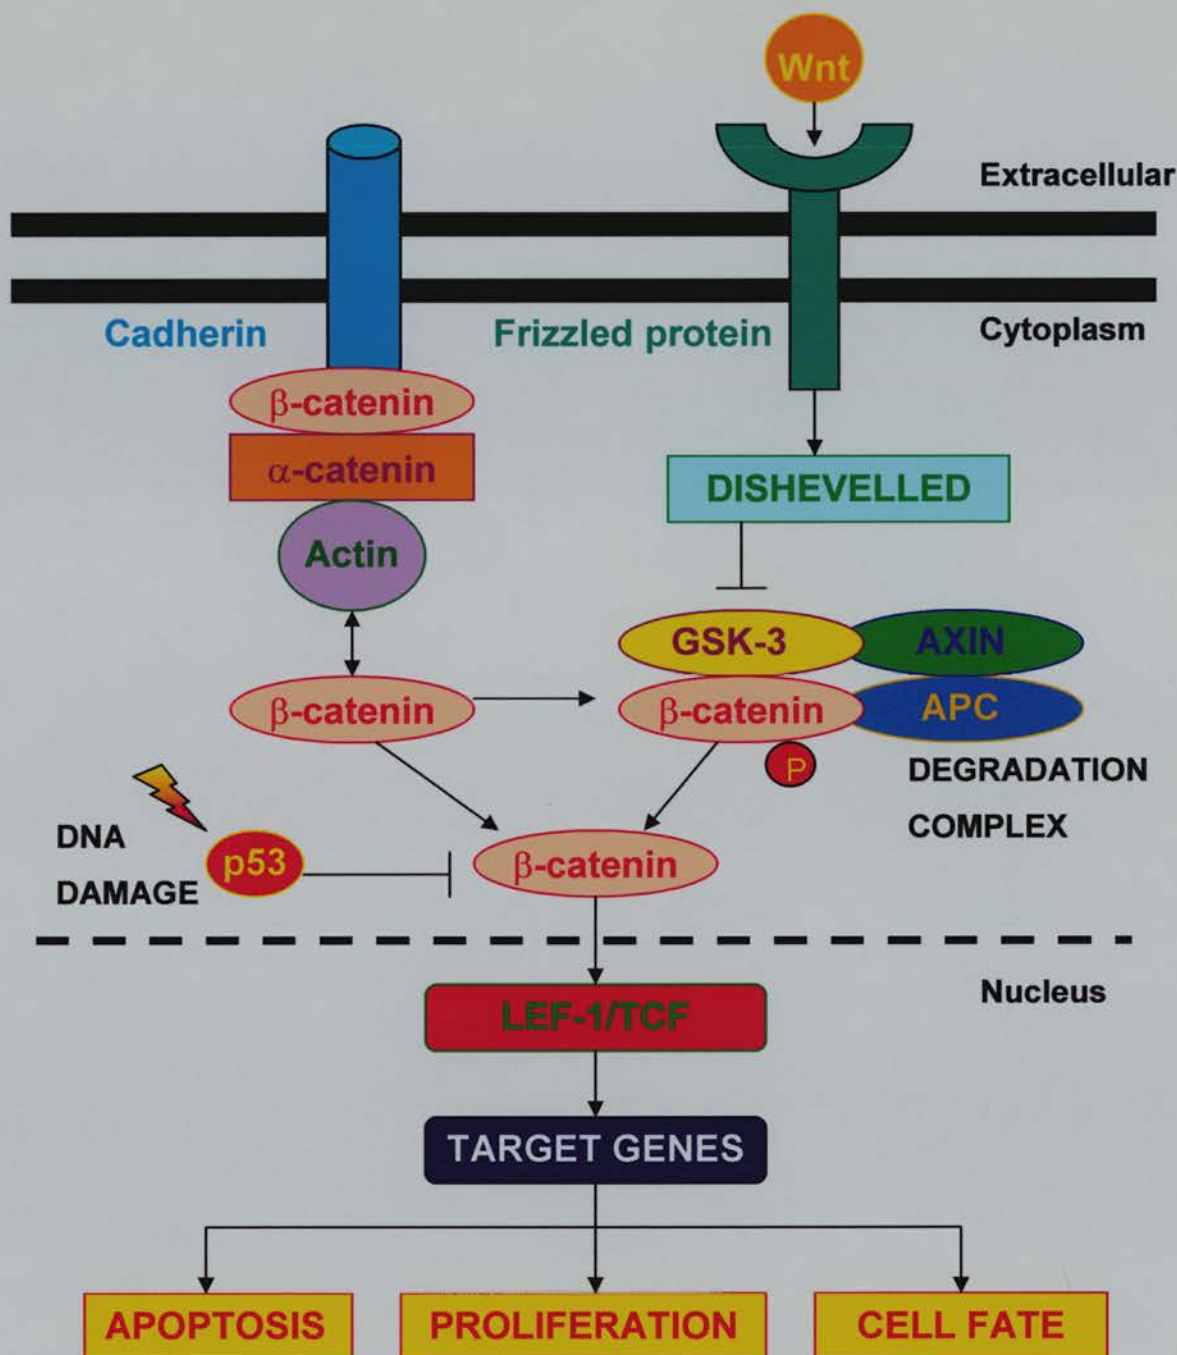 Wnt
Extracellular
Cadherin
Frizzled protein
Cytoplasm
β-catenin
α-catenin
DISHEVELLED
Actin
GSK-3
AXIN
β-catenin
β-catenin
APC
P
DEGRADATION
COMPLEX
DNA
DAMAGE
p53
β-catenin
Nucleus
LEF-1/TCF
TARGET GENES
APOPTOSIS
PROLIFERATION
CELL FATE